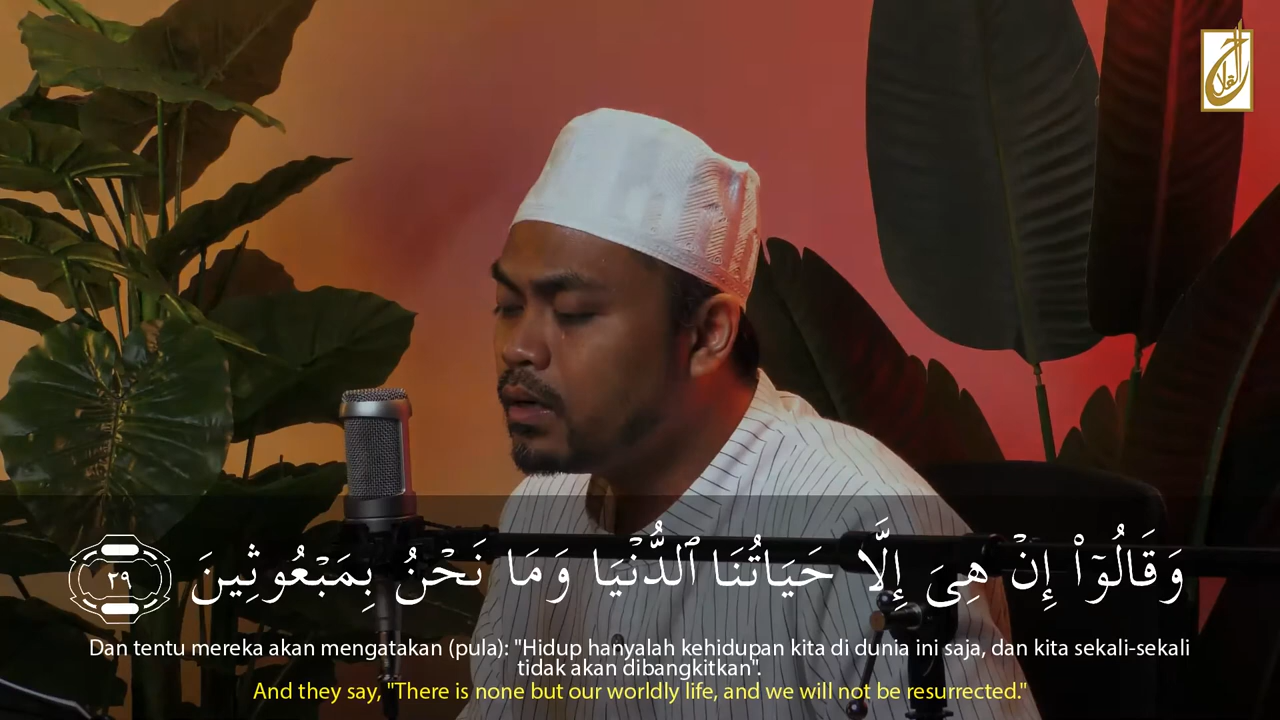 وَقَالُوٓا۟ إِنْ هِىَ إِلَّا حَيَاتُنَا ٱلدُّنْيَا وَمَا نَحْنُ بِمَبْعُوثِينَ ٢٩
Dan tentu mereka akan mengatakan (pula): "Hidup hanyalah kehidupan kita di dunia ini saja, dan kita sekali-sekali
tidak akan dibangkitkan".
And they say, "There is none but our worldly life, and we will not be resurrected."